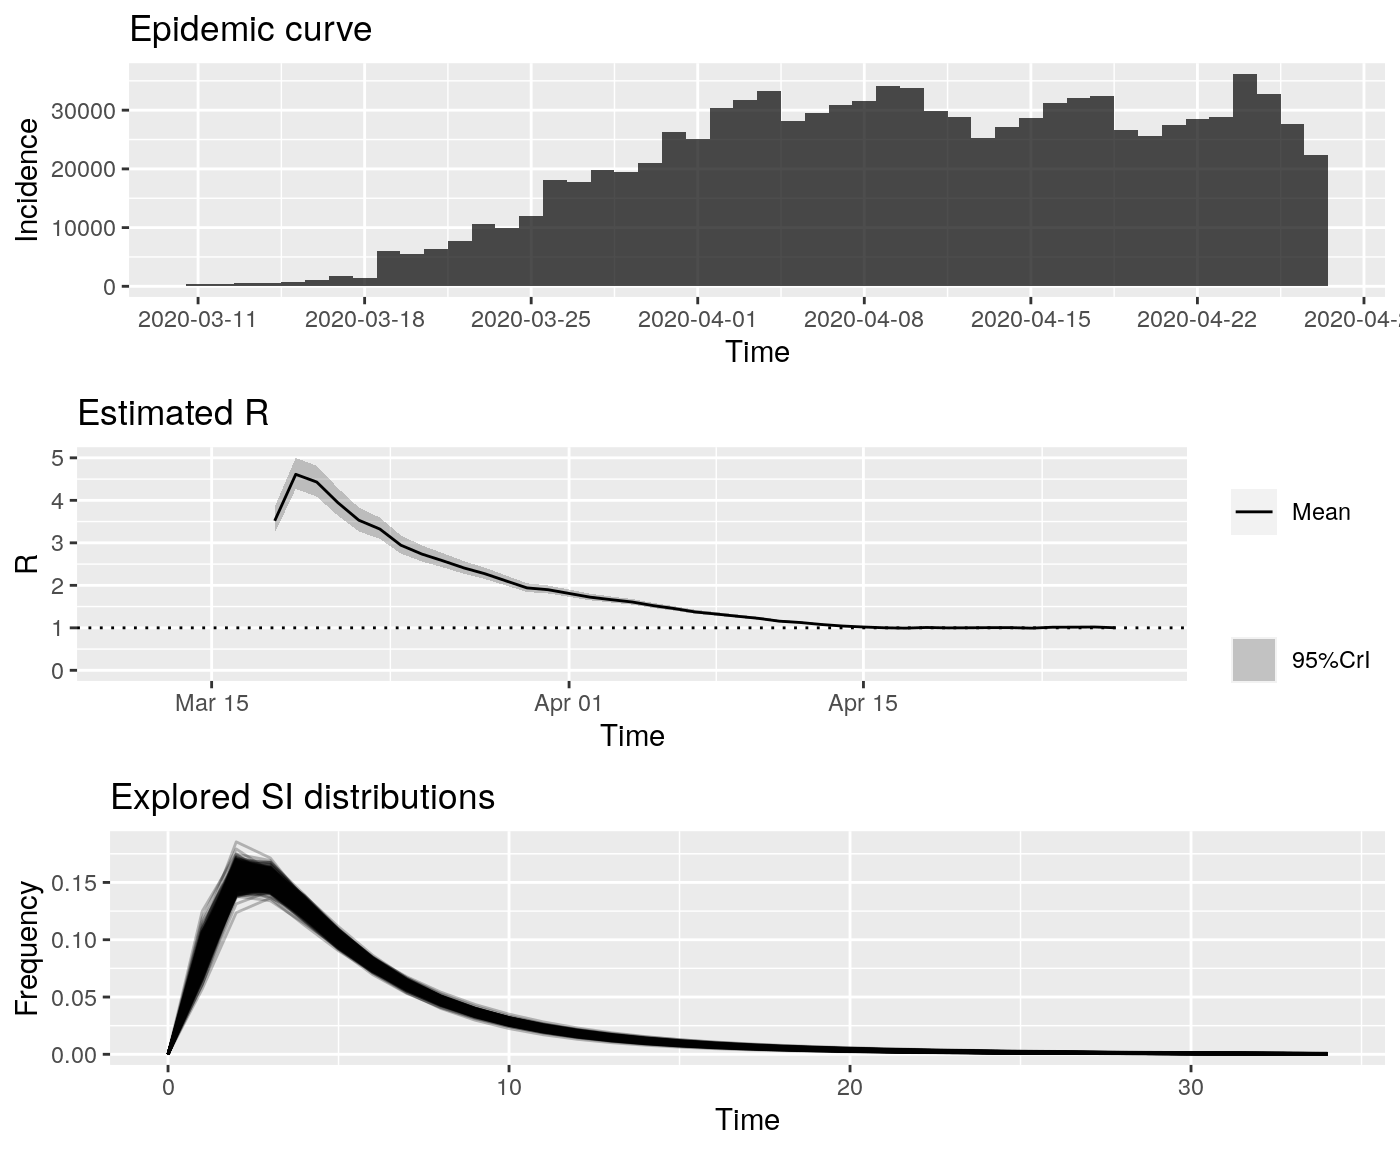 Epidemic curve
Incidence
30000
20000
10000
0
2020-03-11 2020-03-18 2020-03-25 2020-04-01 2020-04-08 2020-04-15 2020-04-22 2020-04-
Time
Estimated R
R
5
4
3
2
1
0
Mar 15 Apr 01 Apr 15
Time
Mean
95%CrI
Explored SI distributions
Frequency
0.15
0.10
0.05
0.00
0 10 20 30
Time